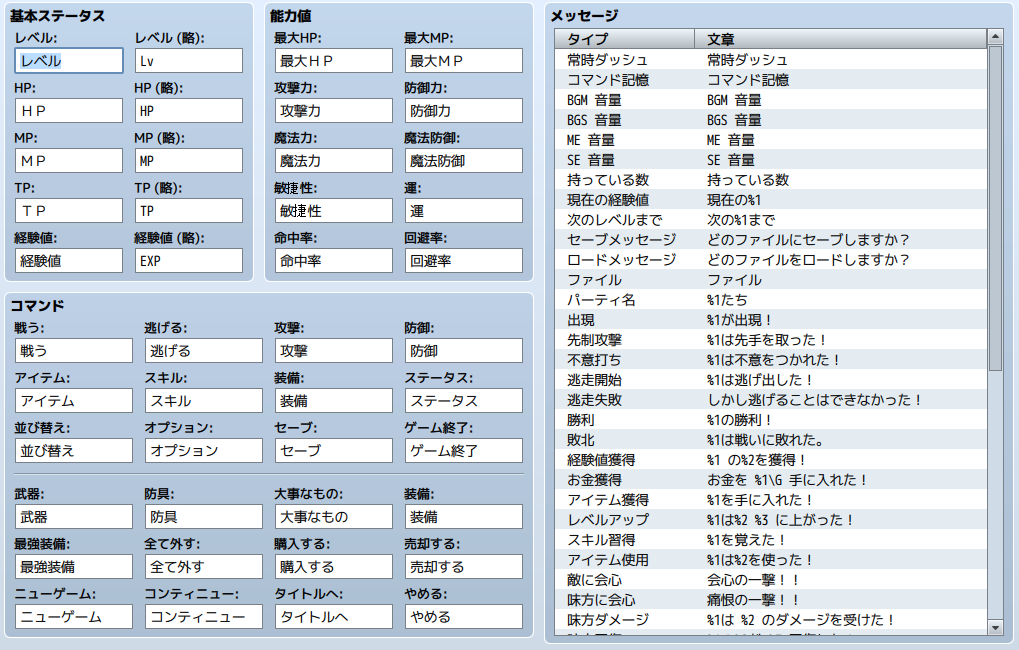 基本ステータス
レベル: レベル (略):
レベル Lv
HP: HP (略):
ＨＰ HP
MP: MP (略):
ＭＰ MP
TP: TP (略):
ＴＰ TP
経験値: 経験値 (略):
経験値 EXP
能力値
最大HP: 最大MP:
最大ＨＰ 最大ＭＰ
攻撃力: 防御力:
攻撃力 防御力
魔法力: 魔法防御:
魔法力 魔法防御
敏捷性: 運:
敏捷性 運
命中率: 回避率:
命中率 回避率
コマンド
戦う: 逃げる: 攻撃: 防御:
戦う 逃げる 攻撃 防御
アイテム: スキル: 装備: ステータス:
アイテム スキル 装備 ステータス
並び替え: オプション: セーブ: ゲーム終了:
並び替え オプション セーブ ゲーム終了
武器: 防具: 大事なもの: 装備:
武器 防具 大事なもの 装備
最強装備: 全て外す: 購入する: 売却する:
最強装備 全て外す 購入する 売却する
ニューゲーム: コンティニュー: タイトルへ: やめる:
ニューゲーム コンティニュー タイトルへ やめる
メッセージ
タイプ 文章
常時ダッシュ 常時ダッシュ
コマンド記憶 コマンド記憶
BGM 音量 BGM 音量
BGS 音量 BGS 音量
ME 音量 ME 音量
SE 音量 SE 音量
持っている数 持っている数
現在の経験値 現在の%1
次のレベルまで 次の%1まで
セーブメッセージ どのファイルにセーブしますか？
ロードメッセージ どのファイルをロードしますか？
ファイル ファイル
パーティ名 %1たち
出現 %1が出現！
先制攻撃 %1は先手を取った！
不意打ち %1は不意をつかれた！
逃走開始 %1は逃げ出した！
逃走失敗 しかし逃げることはできなかった！
勝利 %1の勝利！
敗北 %1は戦いに敗れた。
経験値獲得 %1 の%2を獲得！
お金獲得 お金を %1\G 手に入れた！
アイテム獲得 %1を手に入れた！
レベルアップ %1は%2 %3 に上がった！
スキル習得 %1を覚えた！
アイテム使用 %1は%2を使った！
敵に会心 会心の一撃！！
味方に会心 痛恨の一撃！！
味方ダメージ %1は %2 のダメージを受けた！